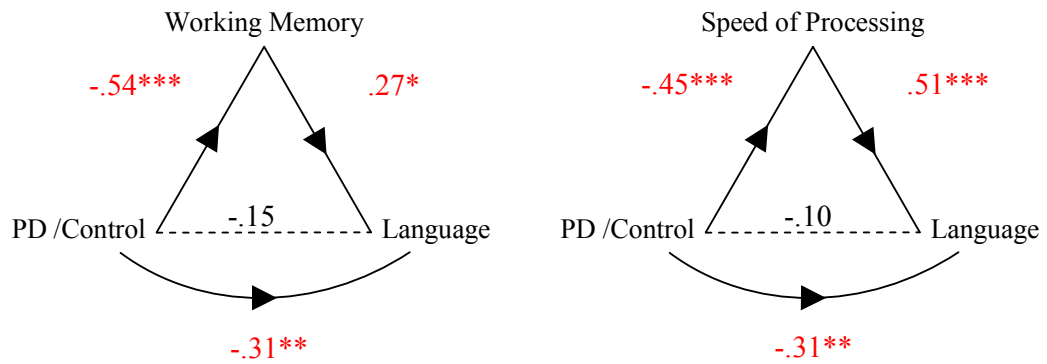 Working Memory
-.54***
.27*
PD /Control
-.15
Language
-.31**
Speed of Processing
-.45***
.51***
PD /Control
-.10
Language
-.31**